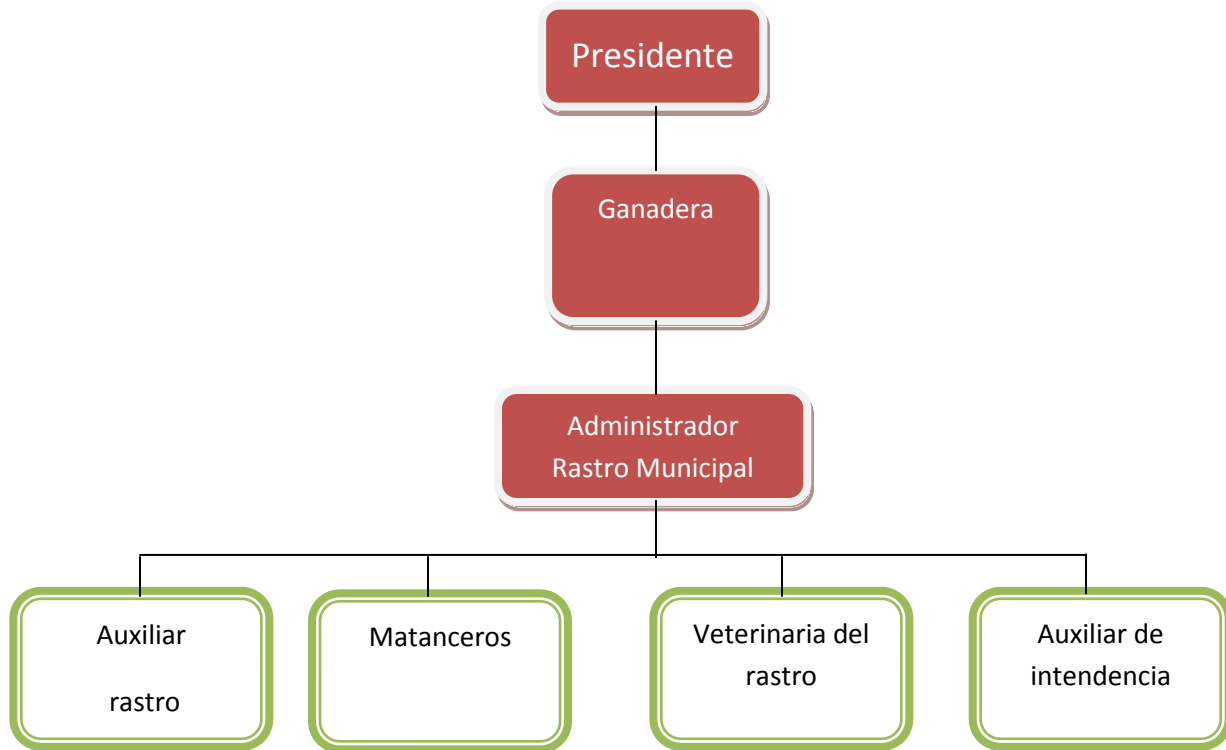 Presidente
Ganadera
Administrador
Rastro Municipal
Auxiliar
rastro
Matanceros
Veterinaria del
rastro
Auxiliar de
intendencia